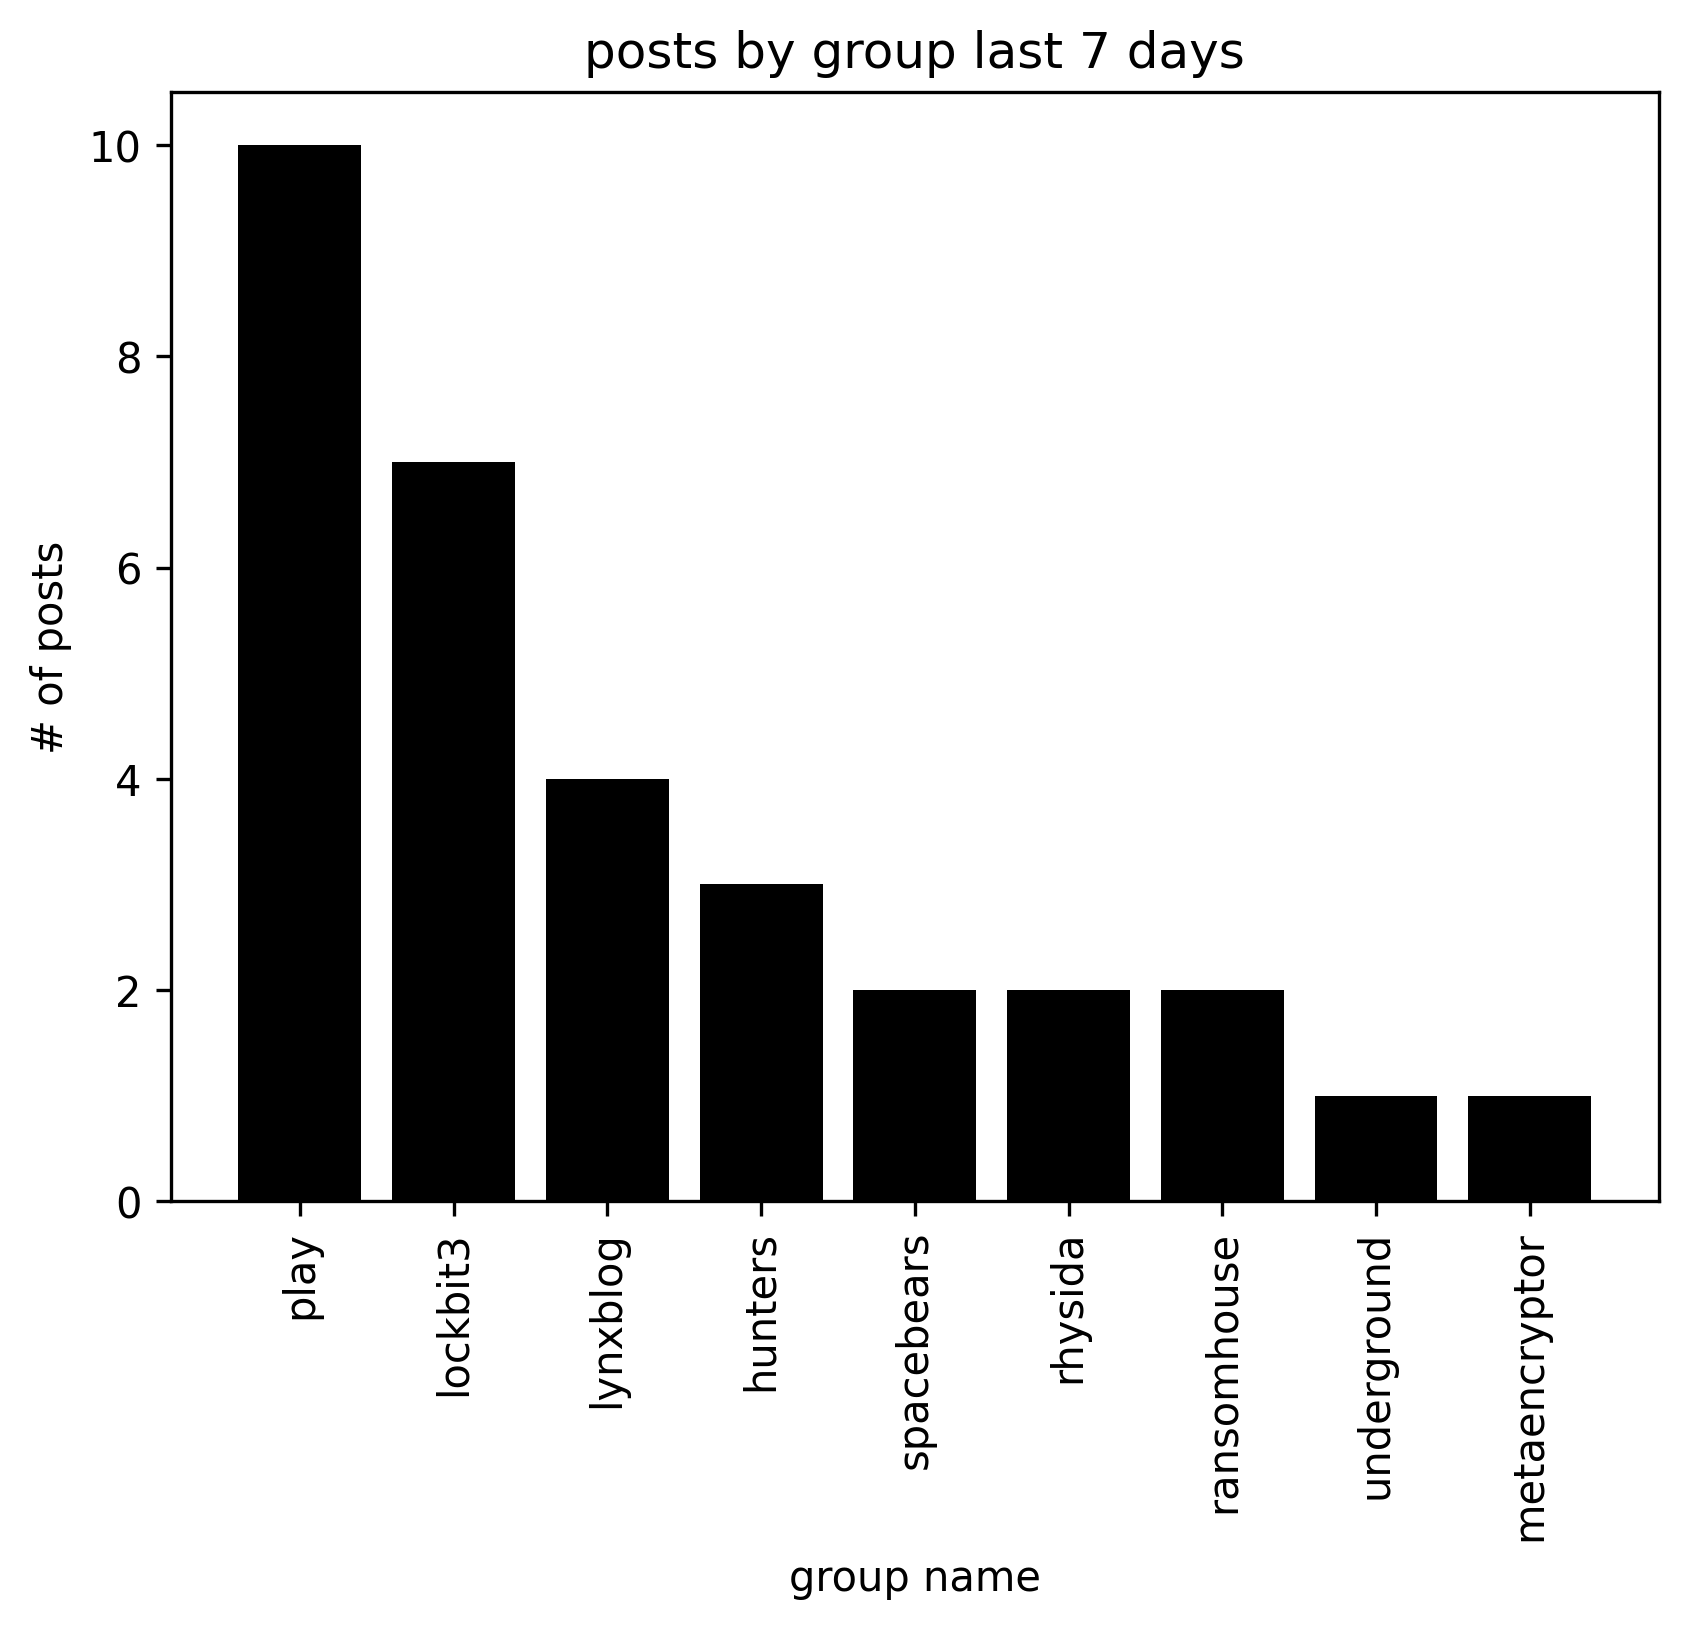 posts by group last 7 days
# of posts
10
8
6
4
2
0
play
lockbit3
lynxblog
hunters
spacebears
rhysida
ransomhouse
underground
metaencryptor
group name